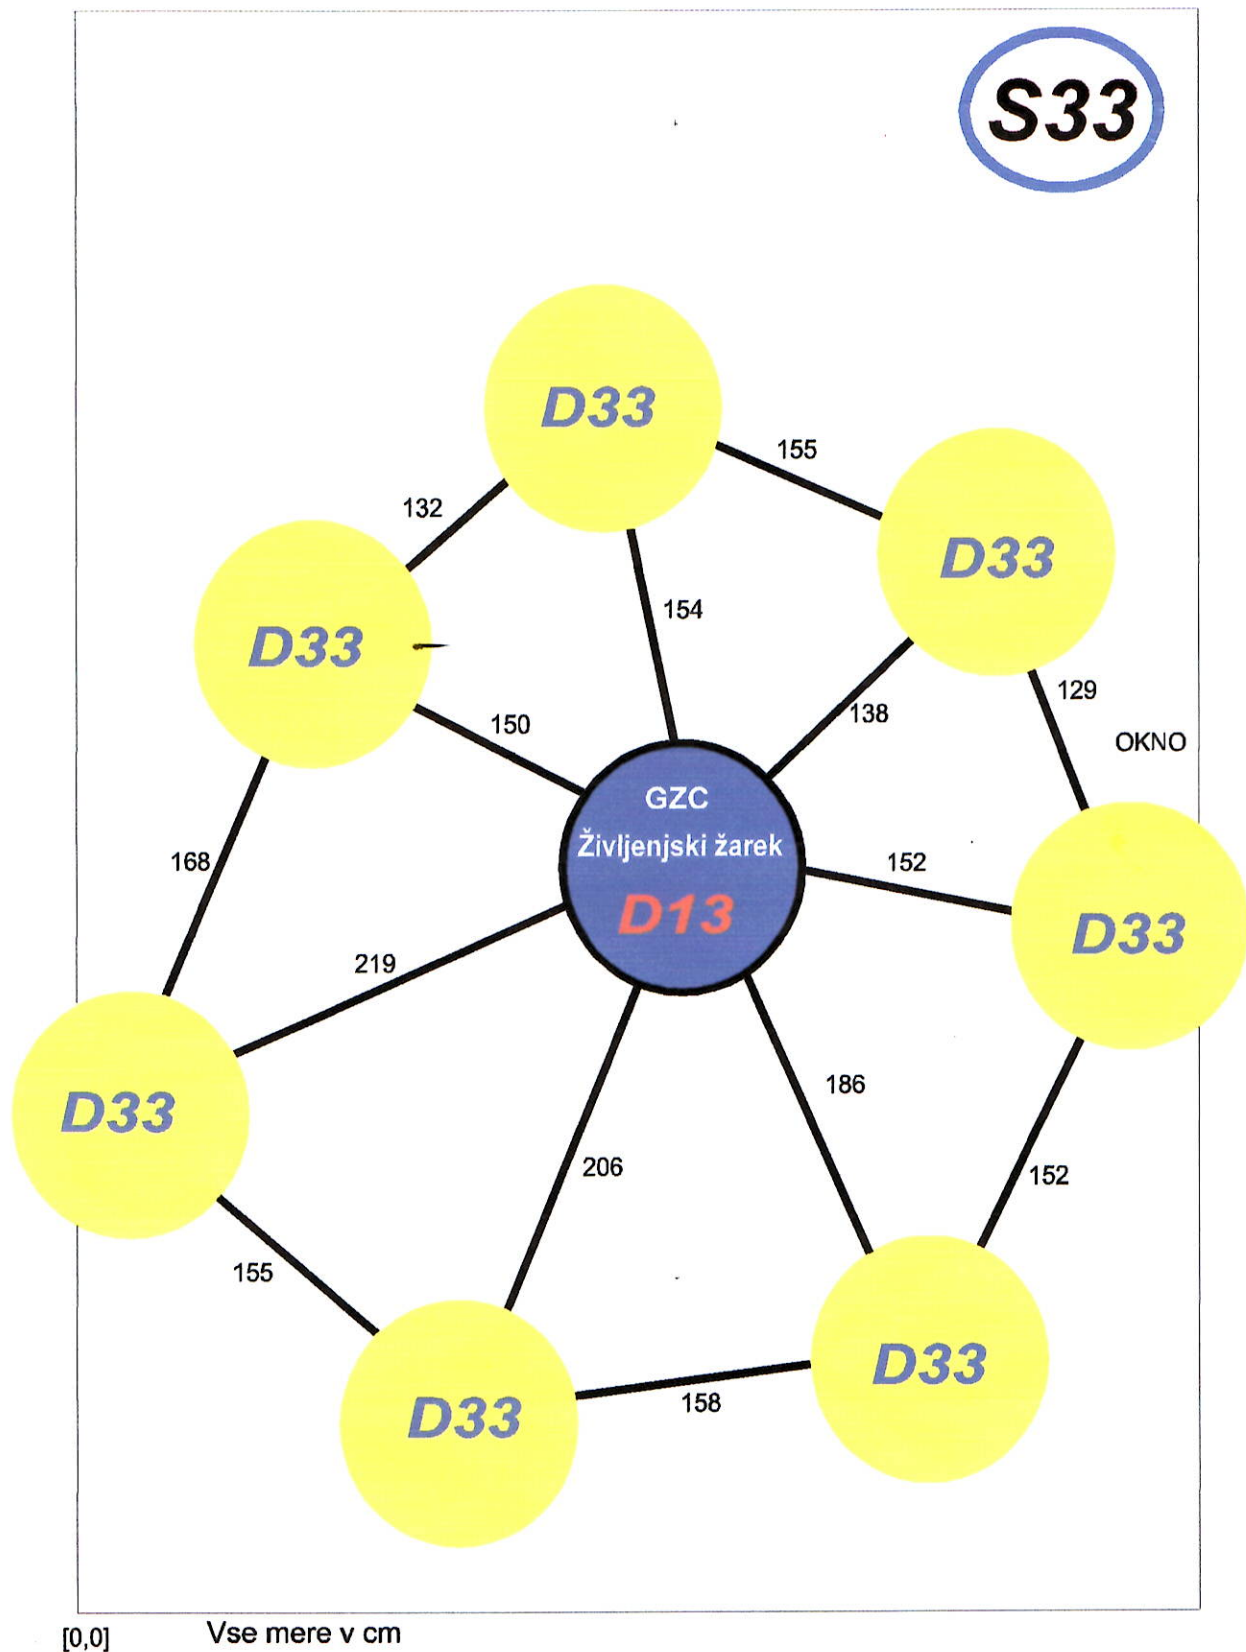 S33
D33
155
132
D33
154
D33
129
138
150
OKNO
GZC
Življenjski žarek
D13
168
152
D33
219
186
D33
206
152
155
D33
158
D33
[0,0]
Vse mere v cm